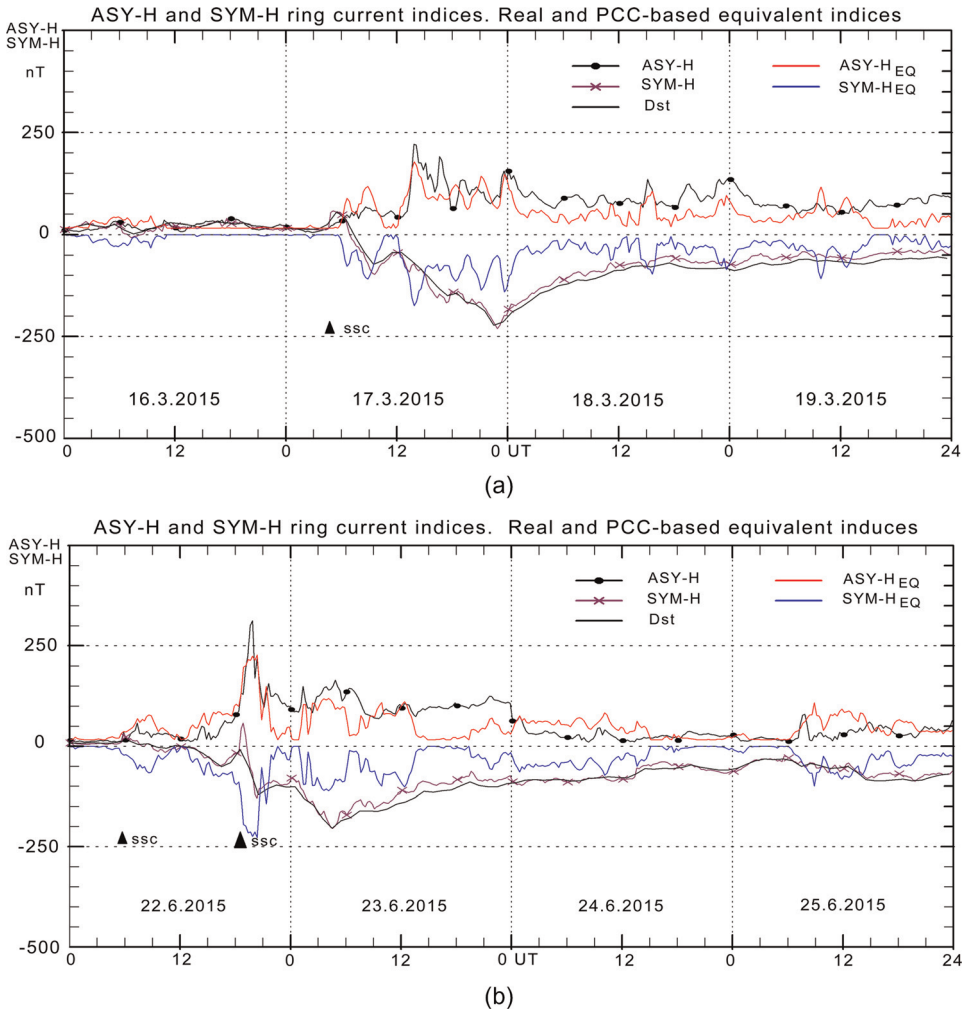 ASY-H and SYM-H ring current indices. Real and PCC-based equivalent indices
ASY-H
SYM-H
nT
ASY-H
ASY-H EQ
SYM-H
SYM-H EQ
Dst
250
0
-250
-500
ssc
16.3.2015
17.3.2015
18.3.2015
19.3.2015
0
12
0
12
0 UT
12
0
12
24
(a)
ASY-H and SYM-H ring current indices. Real and PCC-based equivalent induces
ASY-H
SYM-H
nT
ASY-H
ASY-H EQ
SYM-H
SYM-H EQ
Dst
250
0
-250
-500
ssc
ssc
22.6.2015
23.6.2015
24.6.2015
25.6.2015
0
12
0
12
0 UT
12
0
12
24
(b)